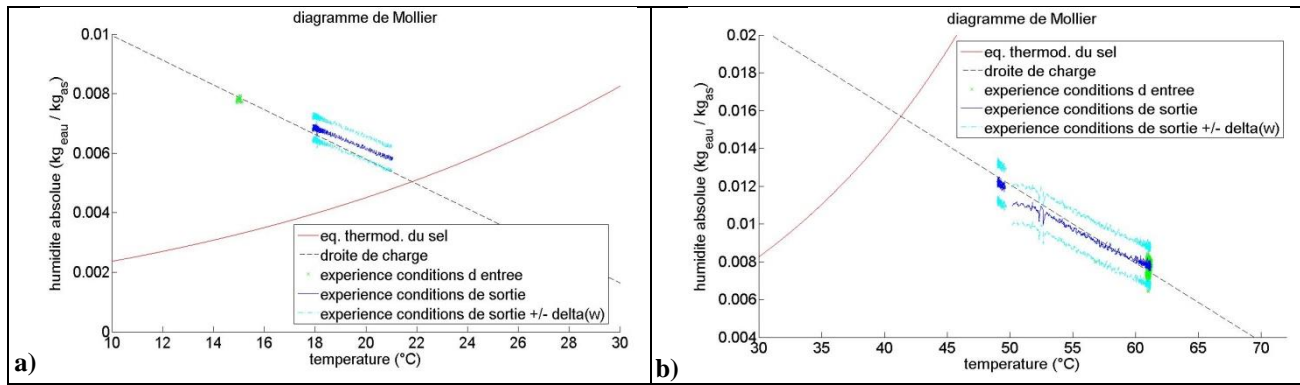 diagramme de Mollier
humidite absolue (kg_eau / kg_as)
0.01
0.008
0.006
0.004
0.002
0
10 12 14 16 18 20 22 24 26 28 30
temperature (°C)
eq. thermod. du sel
droite de charge
experience conditions d entree
experience conditions de sortie
experience conditions de sortie +/- delta(w)
a)
diagramme de Mollier
humidite absolue (kg_eau / kg_as)
0.02
0.018
0.016
0.014
0.012
0.01
0.008
0.006
0.004
30 35 40 45 50 55 60 65 70
temperature (°C)
eq. thermod. du sel
droite de charge
experience conditions d entree
experience conditions de sortie
experience conditions de sortie +/- delta(w)
b)